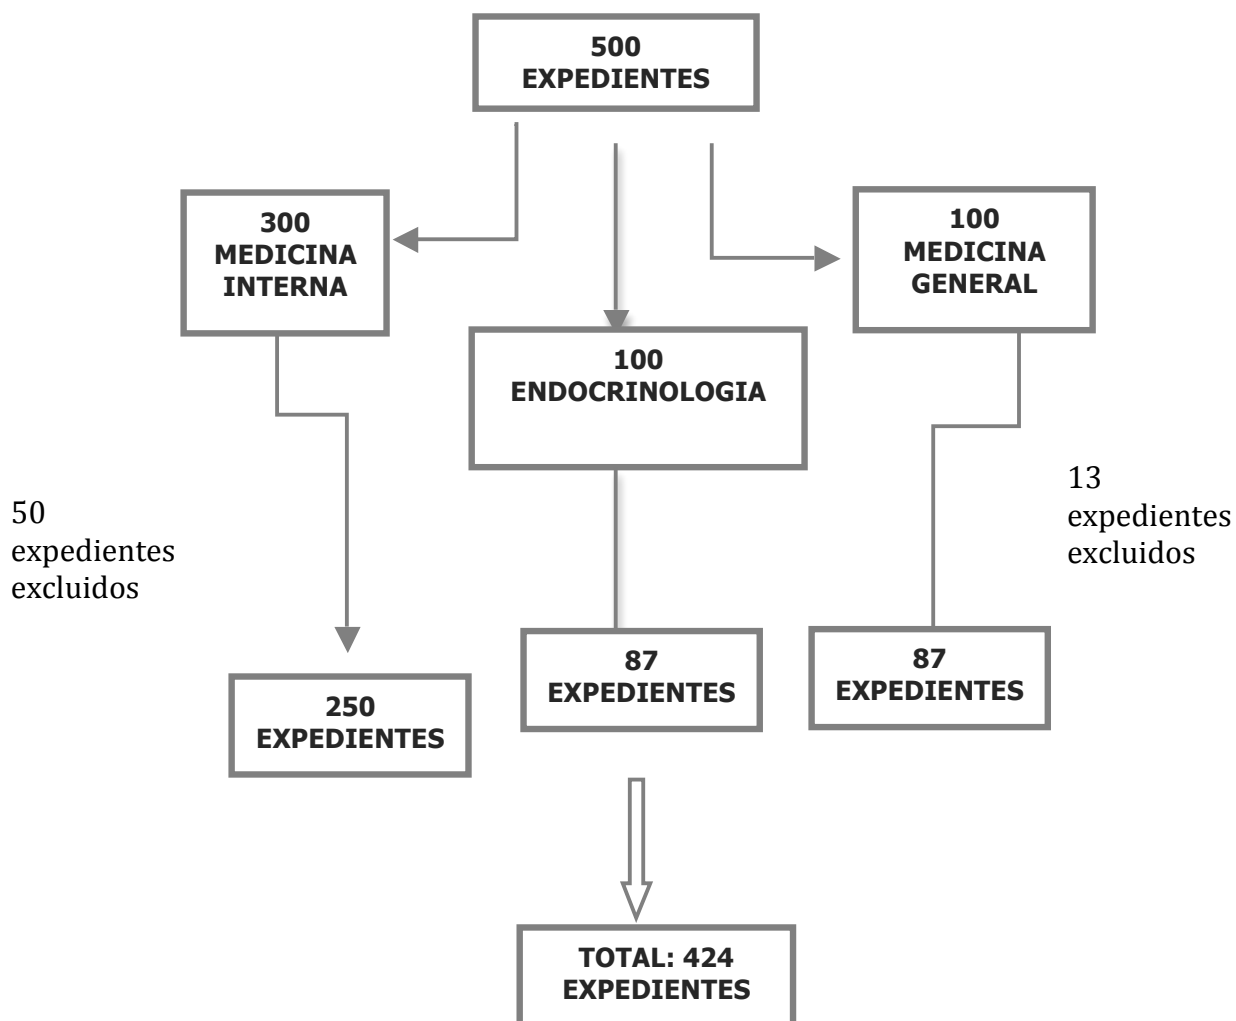 500
EXPEDIENTES
300
MEDICINA
INTERNA
100
MEDICINA
GENERAL
100
ENDOCRINOLOGIA
50
expedientes
excluidos
13
expedientes
excluidos
250
EXPEDIENTES
87
EXPEDIENTES
87
EXPEDIENTES
TOTAL: 424
EXPEDIENTES